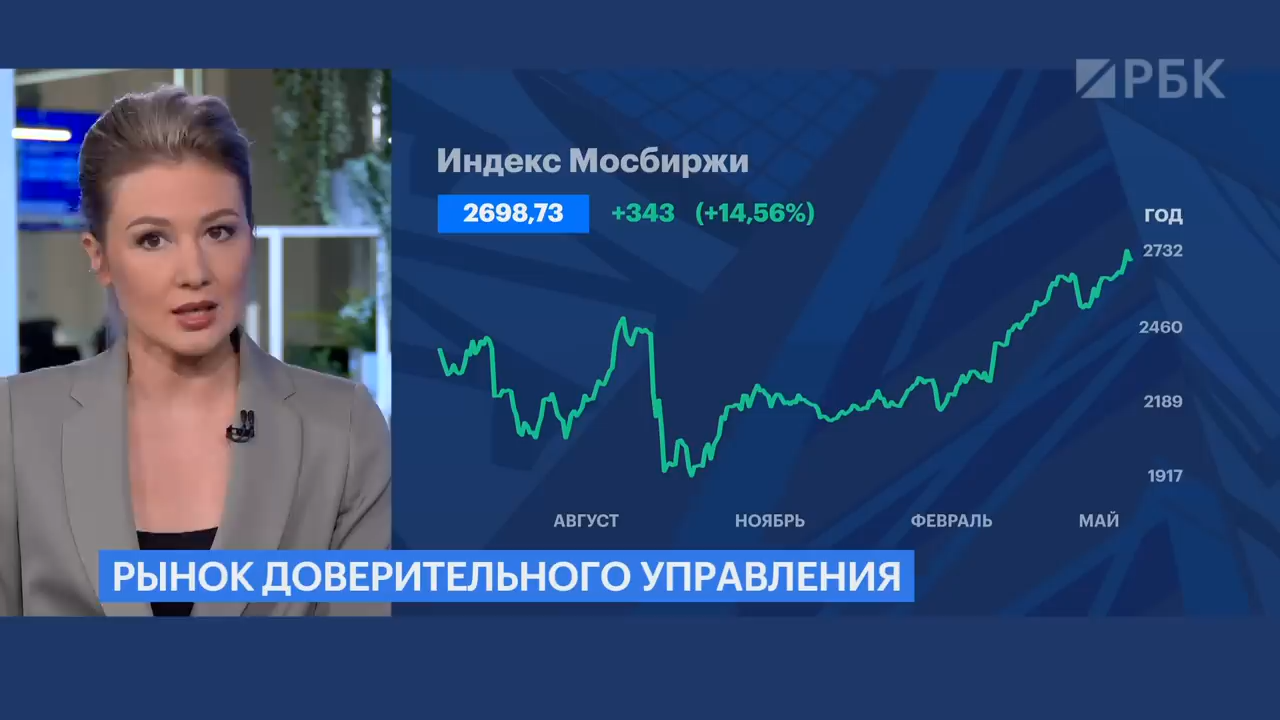 РБК
Индекс Мосбиржи
2698,73 +343 (+14,56%)
ГОД
2732
2460
2189
1917
АВГУСТ НОЯБРЬ ФЕВРАЛЬ МАЙ
РЫНОК ДОВЕРИТЕЛЬНОГО УПРАВЛЕНИЯ